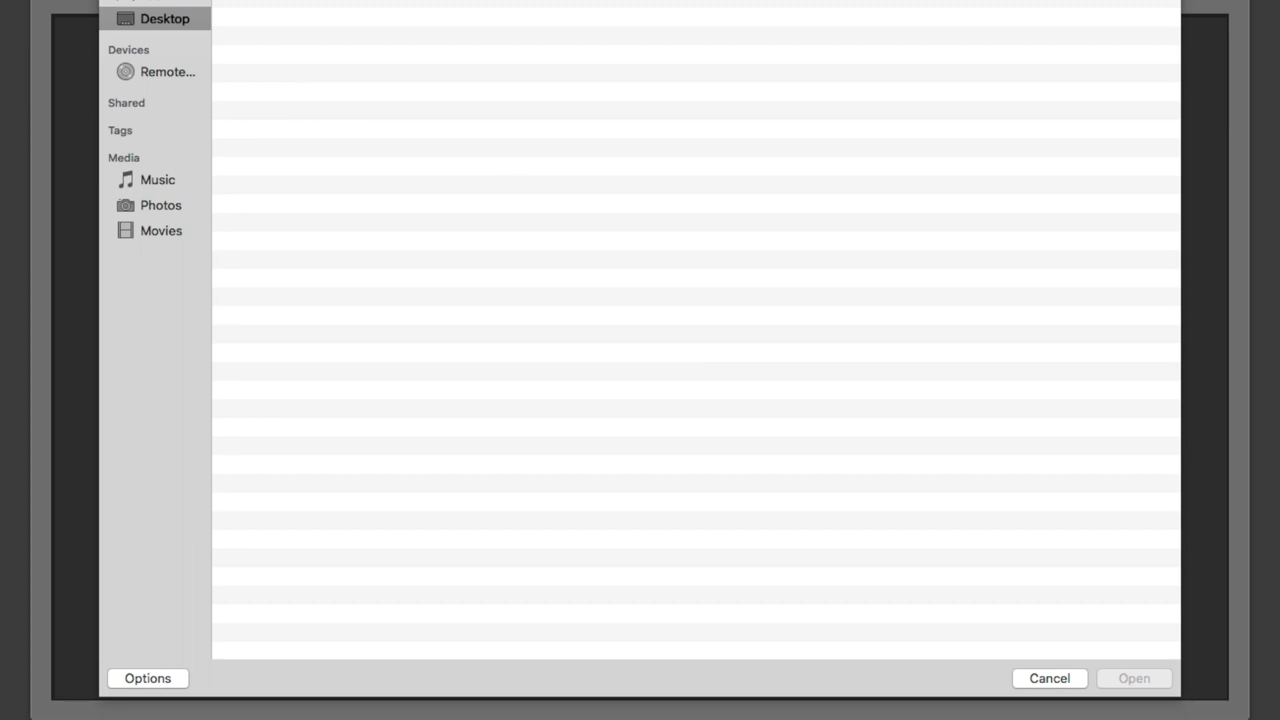 Desktop
Devices
Remote...
Shared
Tags
Media
Music
Photos
Movies
Options
Cancel
Open